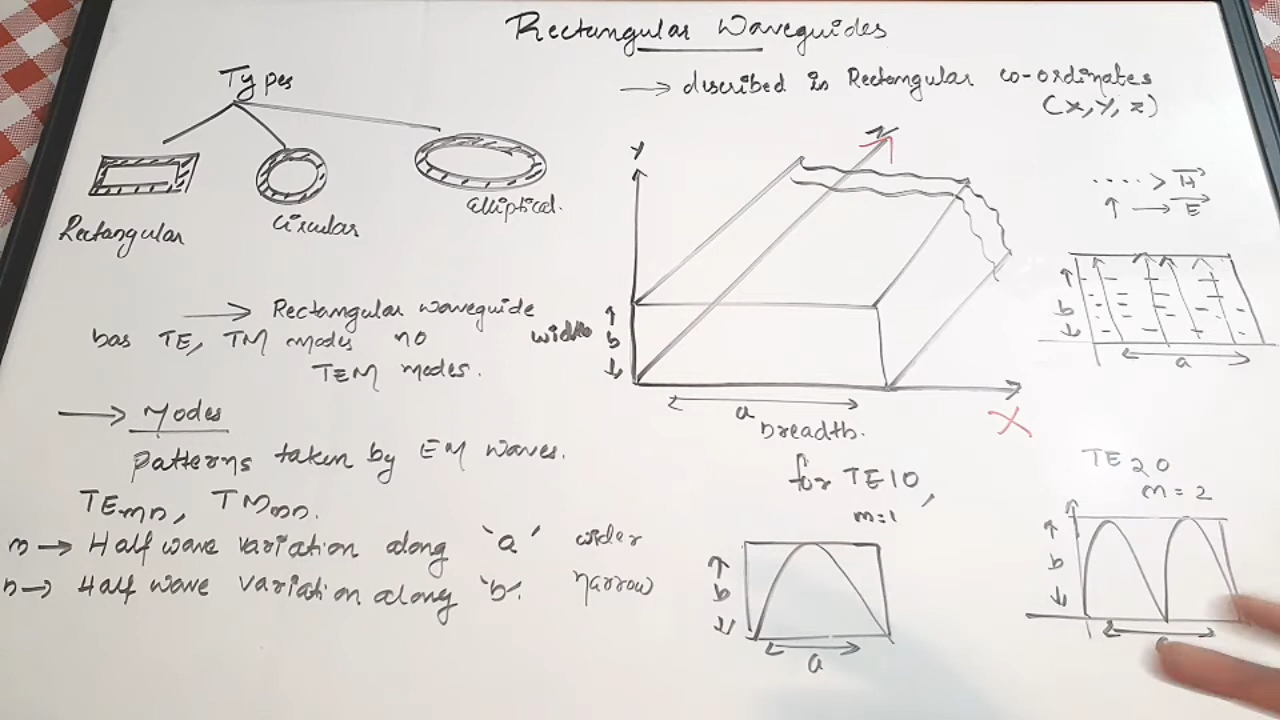 Rectangular Waveguides
Types
Rectangular
Circular
Elliptical.
→ described in Rectangular co-ordinates
(x, y, z)
→ Rectangular waveguide
has TE, TM modes no
TEM modes.
→ Modes
patterns taken by EM waves.
TEmn, TMmn.
m → Half wave variation along 'a' wider
n → Half wave variation along 'b'. narrow
y
z
X
width
b
a
breadth.
····> H
↑ → E
b
a
for TE10,
m=1
b
a
TE20
m = 2
b